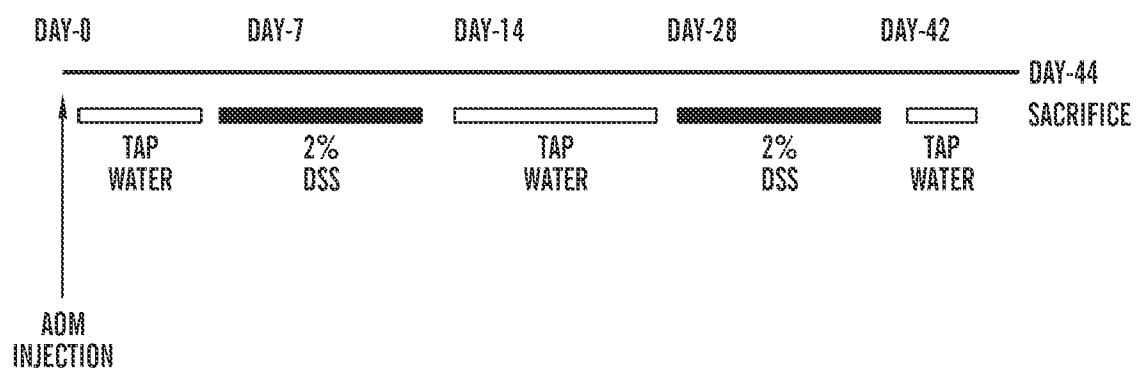 DAY-0 DAY-7 DAY-14 DAY-28 DAY-42
DAY-44
SACRIFICE
TAP 2% TAP 2% TAP
WATER DSS WATER DSS WATER
AOM
INJECTION